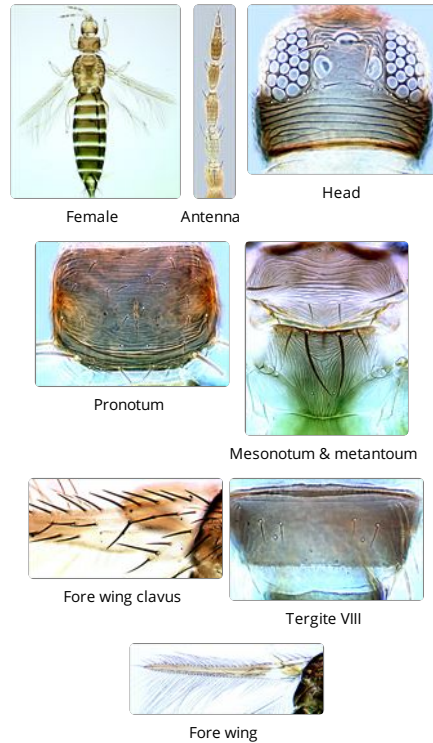 Female
Antenna
Head
Pronotum
Mesonotum & metantoum
Fore wing clavus
Tergite VIII
Fore wing